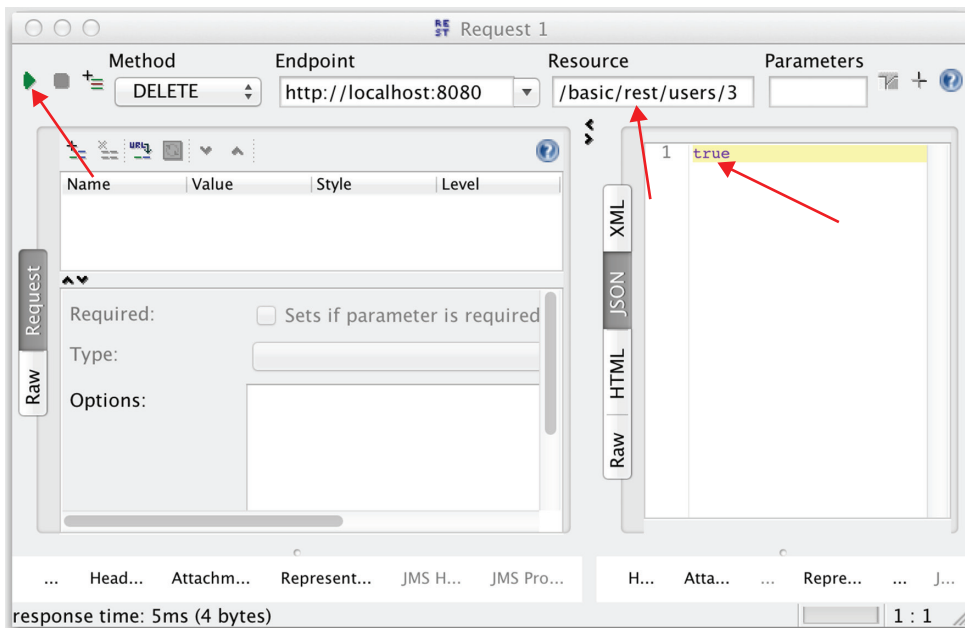 REST Request 1
Method Endpoint Resource Parameters
DELETE http://localhost:8080 /basic/rest/users/3
URL
Name Value Style Level
Required: Sets if parameter is required
Type:
Options:
Request
Raw
1 true
XML
JSON
HTML
Raw
... Head... Attachm... Represent... JMS H... JMS Pro...
H... Atta... ... Repre... ... J...
response time: 5ms (4 bytes)
1 : 1